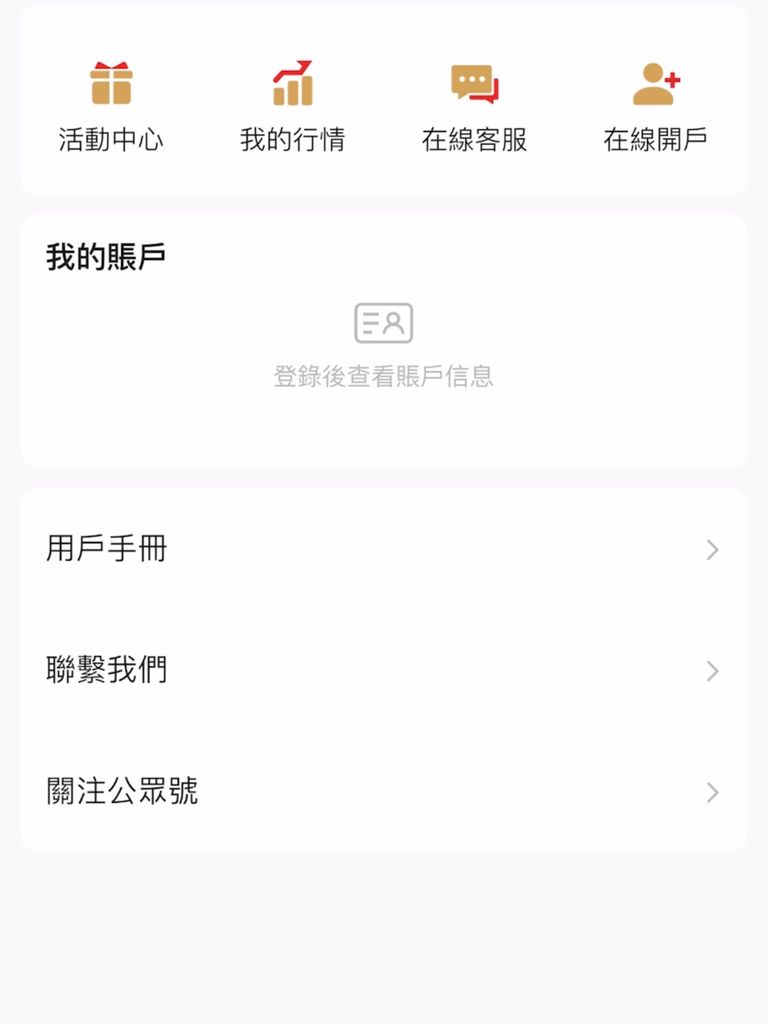 活動中心
我的行情
在線客服
在線開戶
我的賬戶
登錄後查看賬戶信息
用戶手冊
聯繫我們
關注公眾號